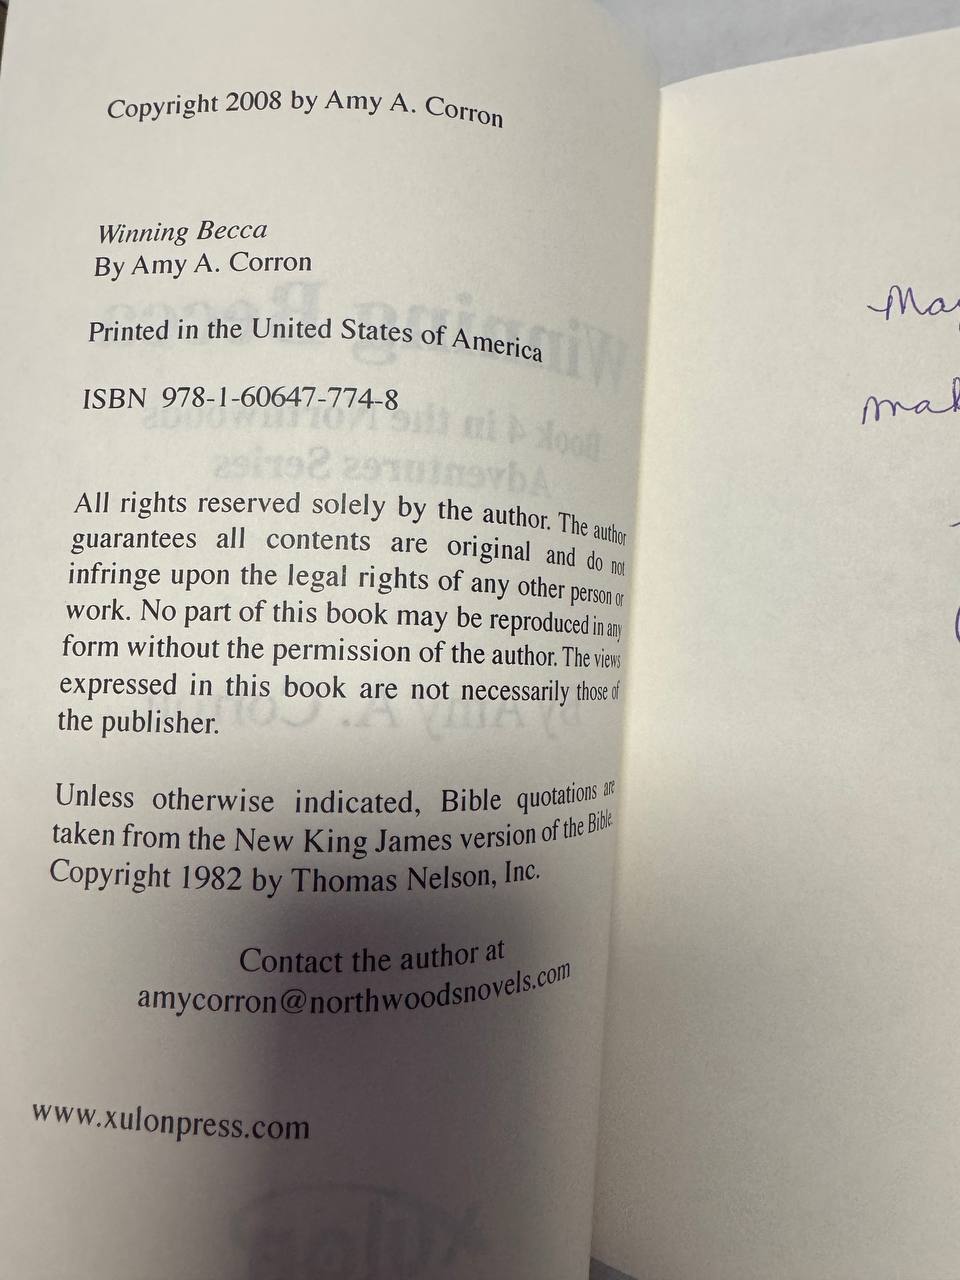 Copyright 2008 by Amy A. Corron
Winning Becca
By Amy A. Corron
Printed in the United States of America
ISBN 978-1-60647-774-8
All rights reserved solely by the author. The author
guarantees all contents are original and do not
infringe upon the legal rights of any other person or
work. No part of this book may be reproduced in any
form without the permission of the author. The views
expressed in this book are not necessarily those of
the publisher.
Unless otherwise indicated, Bible quotations are
taken from the New King James version of the Bible.
Copyright 1982 by Thomas Nelson, Inc.
Contact the author at
amycorron@northwoodsnovels.com
www.xulonpress.com